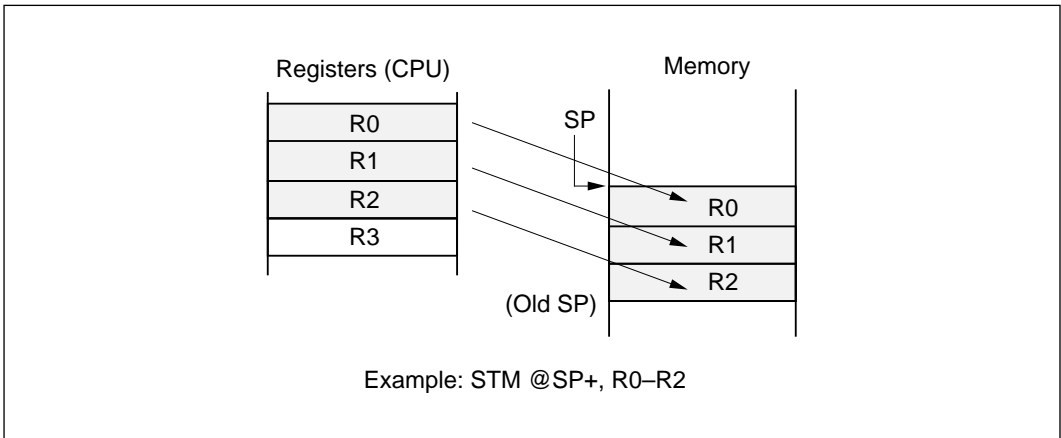 Registers (CPU)
R0
R1
R2
R3
Memory
SP
R0
R1
R2
(Old SP)
Example: STM @SP+, R0–R2